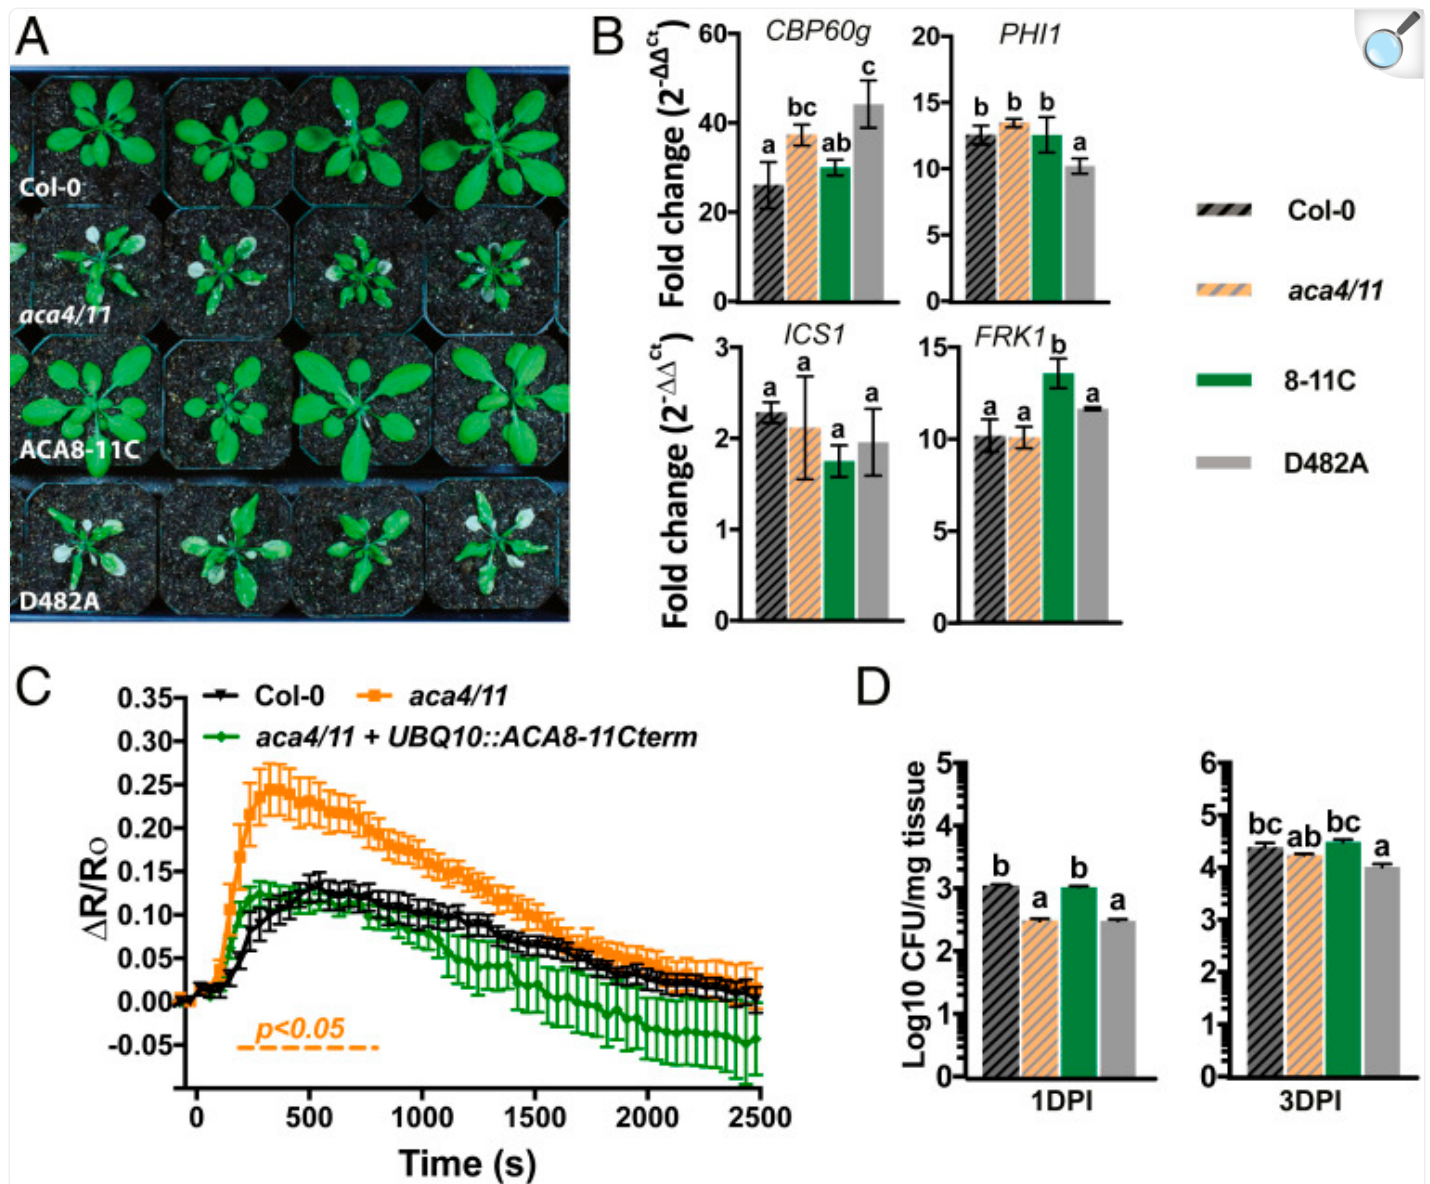 A
Col-0
aca4/11
ACA8-11C
D482A
B
CBP60g
Fold change (2^-ΔΔCt)
60
40
20
0
a
bc
ab
c
PHI1
20
15
10
5
0
b
b
b
a
ICS1
Fold change (2^-ΔΔCt)
3
2
1
0
a
a
a
a
FRK1
15
10
5
0
a
a
b
a
Col-0
aca4/11
8-11C
D482A
C
Col-0
aca4/11
aca4/11 + UBQ10::ACA8-11Cterm
ΔR/Ro
0.35
0.30
0.25
0.20
0.15
0.10
0.05
0.00
-0.05
p<0.05
0 500 1000 1500 2000 2500
Time (s)
D
Log10 CFU/mg tissue
5
4
3
2
1
0
b
a
b
a
1DPI
6
5
4
3
2
1
0
bc
ab
bc
a
3DPI